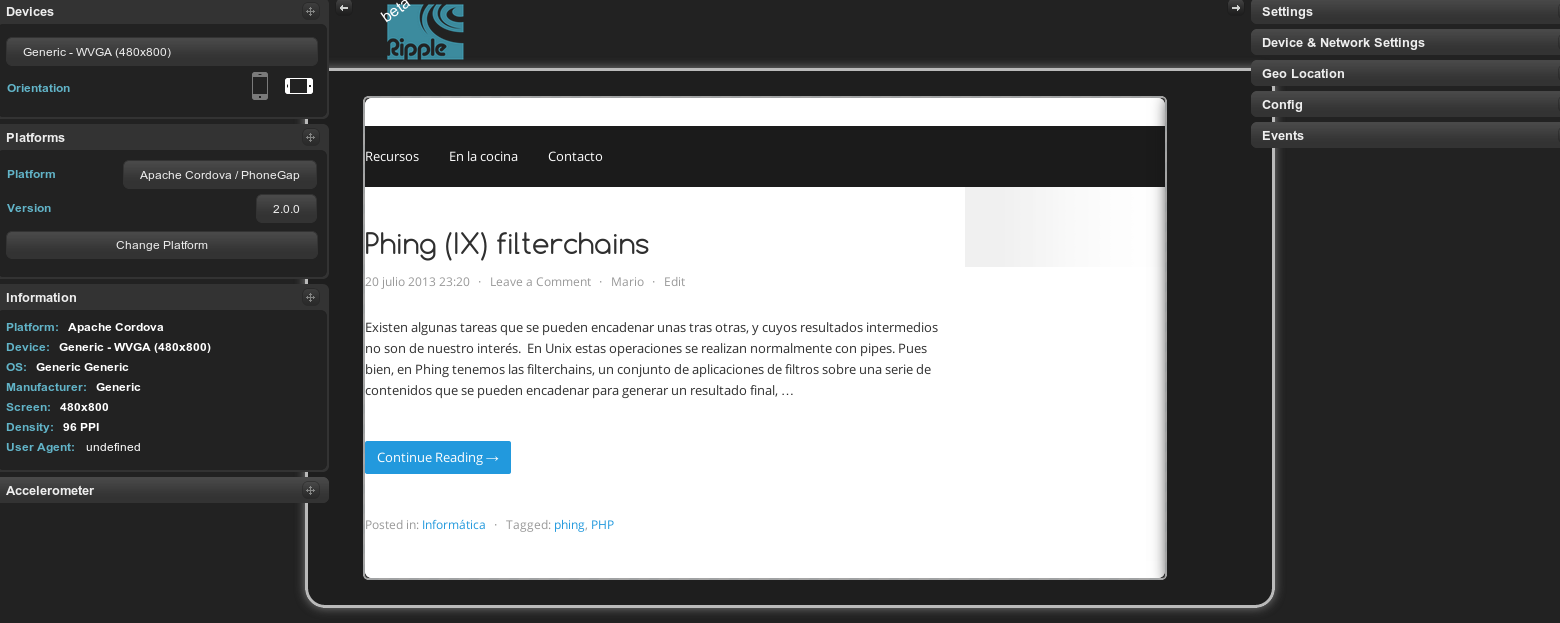 Devices
Generic - WVGA (480x800)
Orientation
Platforms
Platform Apache Cordova / PhoneGap
Version 2.0.0
Change Platform
Information
Platform: Apache Cordova
Device: Generic - WVGA (480x800)
OS: Generic Generic
Manufacturer: Generic
Screen: 480x800
Density: 96 PPI
User Agent: undefined
Accelerometer
beta
Ripple
Recursos En la cocina Contacto
Phing (IX) filterchains
20 julio 2013 23:20 · Leave a Comment · Mario · Edit
Existen algunas tareas que se pueden encadenar unas tras otras, y cuyos resultados intermedios
no son de nuestro interés. En Unix estas operaciones se realizan normalmente con pipes. Pues
bien, en Phing tenemos las filterchains, un conjunto de aplicaciones de filtros sobre una serie de
contenidos que se pueden encadenar para generar un resultado final, …
Continue Reading →
Posted in: Informática · Tagged: phing, PHP
Settings
Device & Network Settings
Geo Location
Config
Events